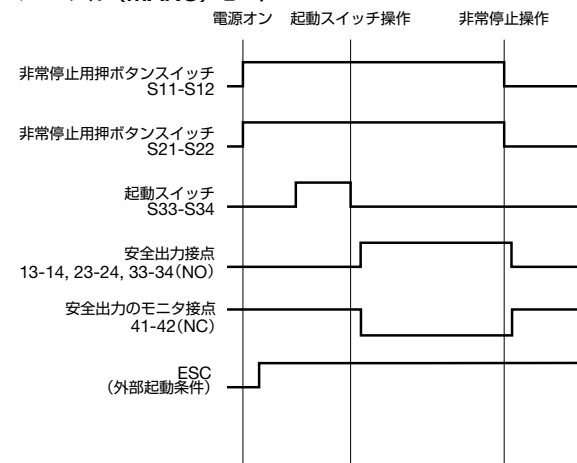 電源オン 起動スイッチ操作 非常停止操作
非常停止用押ボタンスイッチ
S11-S12
非常停止用押ボタンスイッチ
S21-S22
起動スイッチ
S33-S34
安全出力接点
13-14, 23-24, 33-34(NO)
安全出力のモニタ接点
41-42(NC)
ESC
(外部起動条件)